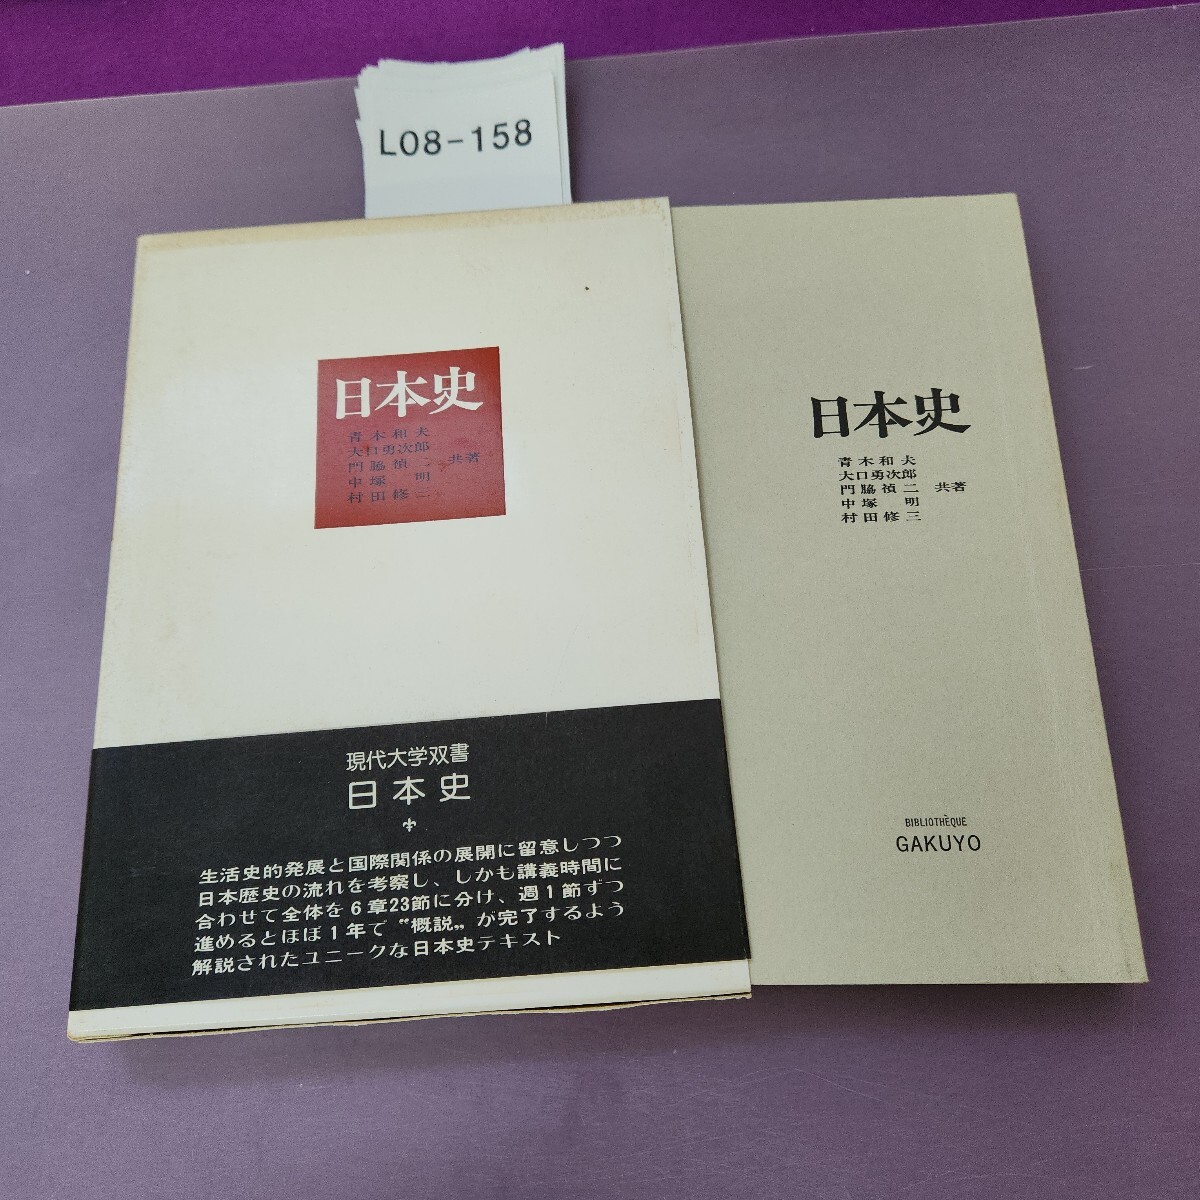 L08-158
日本史
青木和夫
大口勇次郎
門脇禎二 共著
中塚 明
村田修三
現代大学双書
日本史
生活史的発展と国際関係の展開に留意しつつ
日本歴史の流れを考察し、しかも講義時間に
合わせて全体を6章23節に分け、週1節ずつ
進めるとほぼ1年で〝概説〟が完了するよう
解説されたユニークな日本史テキスト
日本史
青木和夫
大口勇次郎
門脇禎二 共著
中塚 明
村田修三
BIBLIOTHÈQUE
GAKUYO